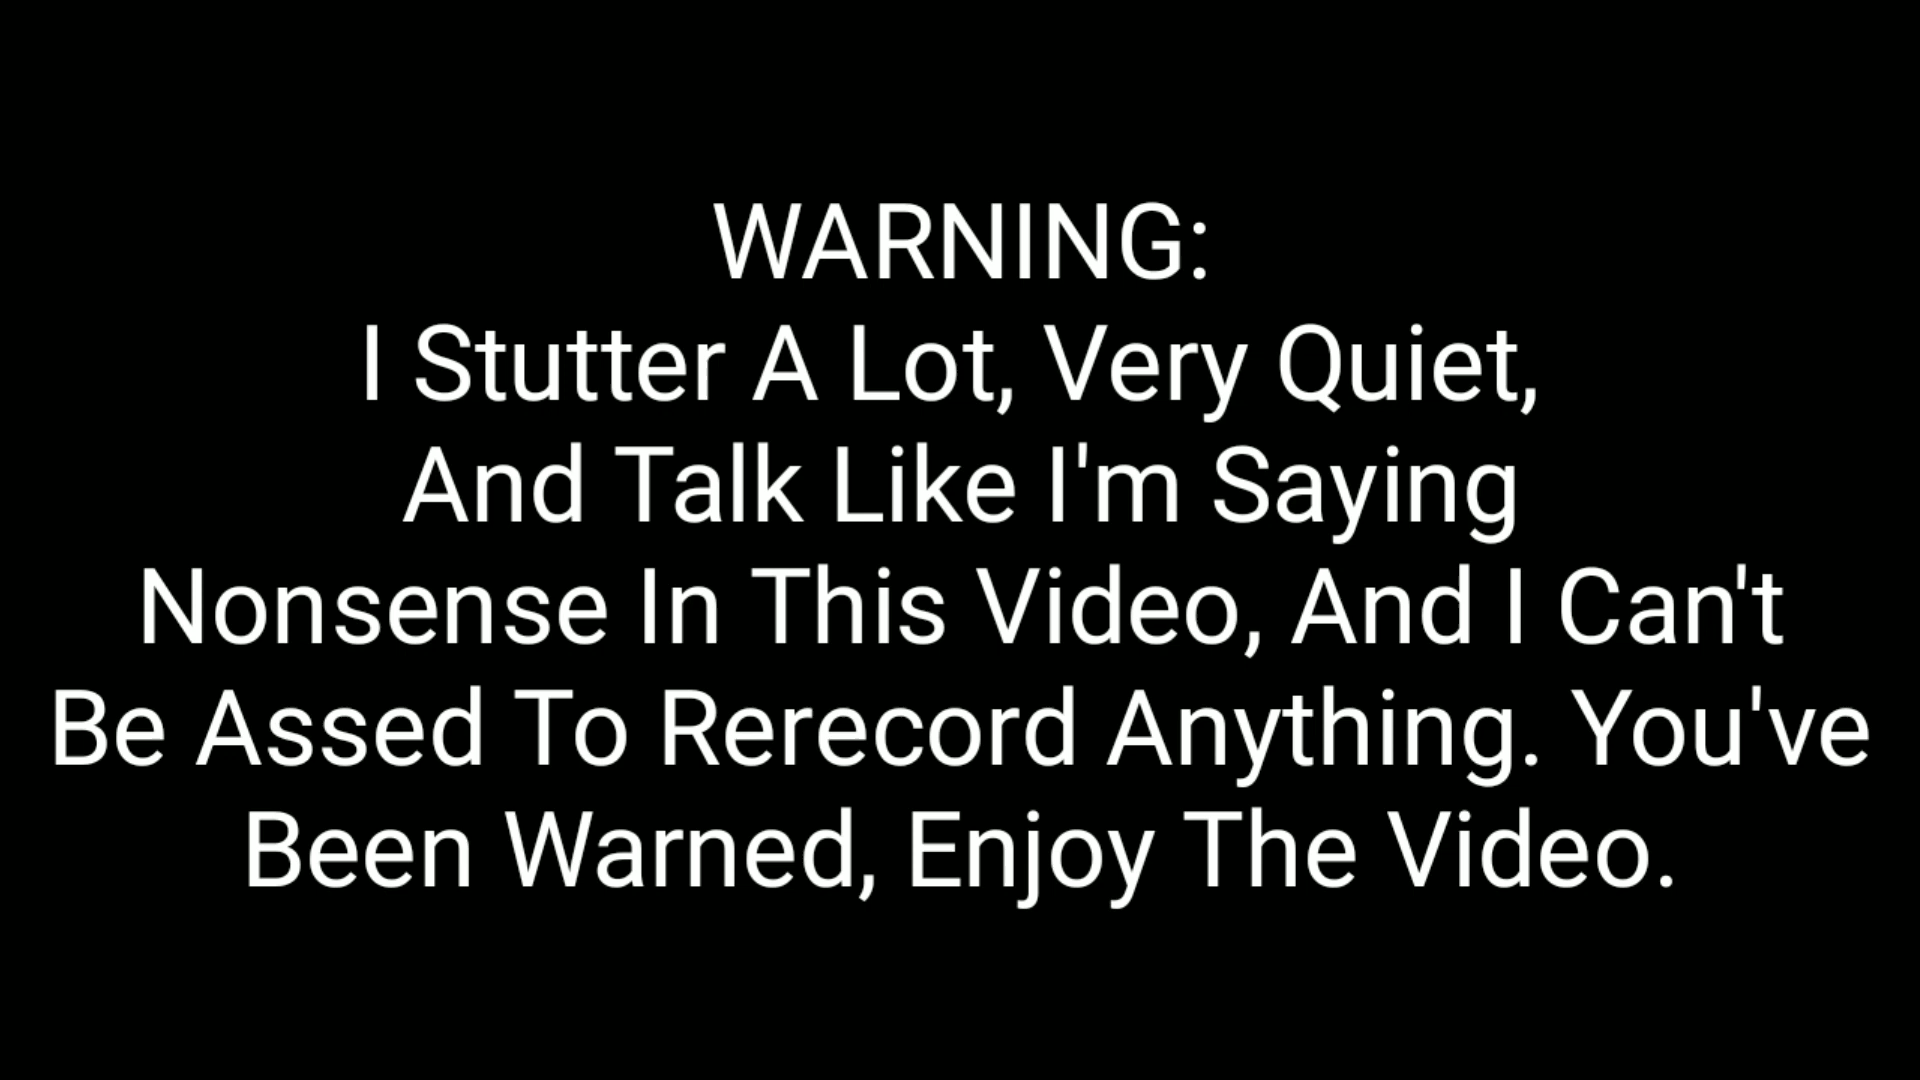 WARNING:
I Stutter A Lot, Very Quiet,
And Talk Like I'm Saying
Nonsense In This Video, And I Can't
Be Assed To Rerecord Anything. You've
Been Warned, Enjoy The Video.